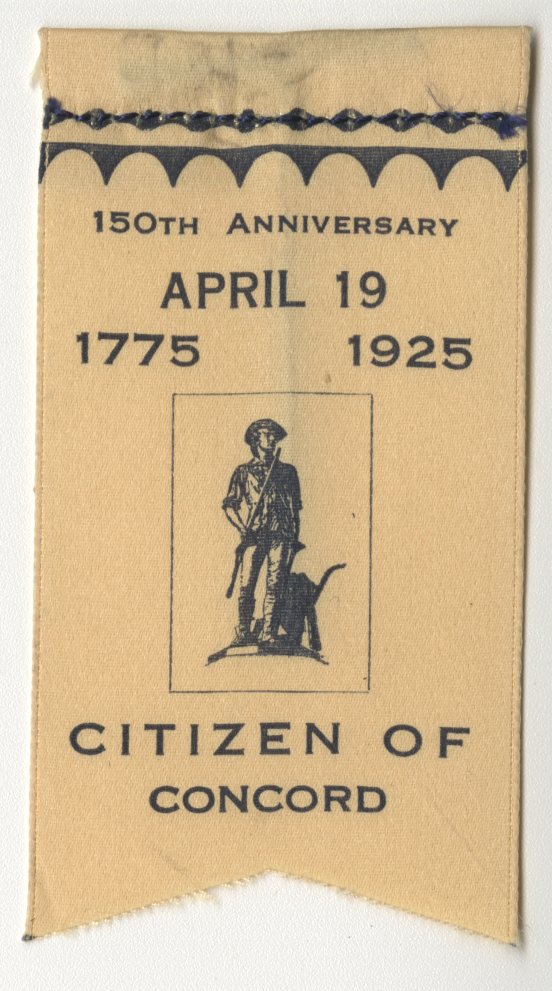 150TH ANNIVERSARY
APRIL 19
1775 1925
CITIZEN OF
CONCORD